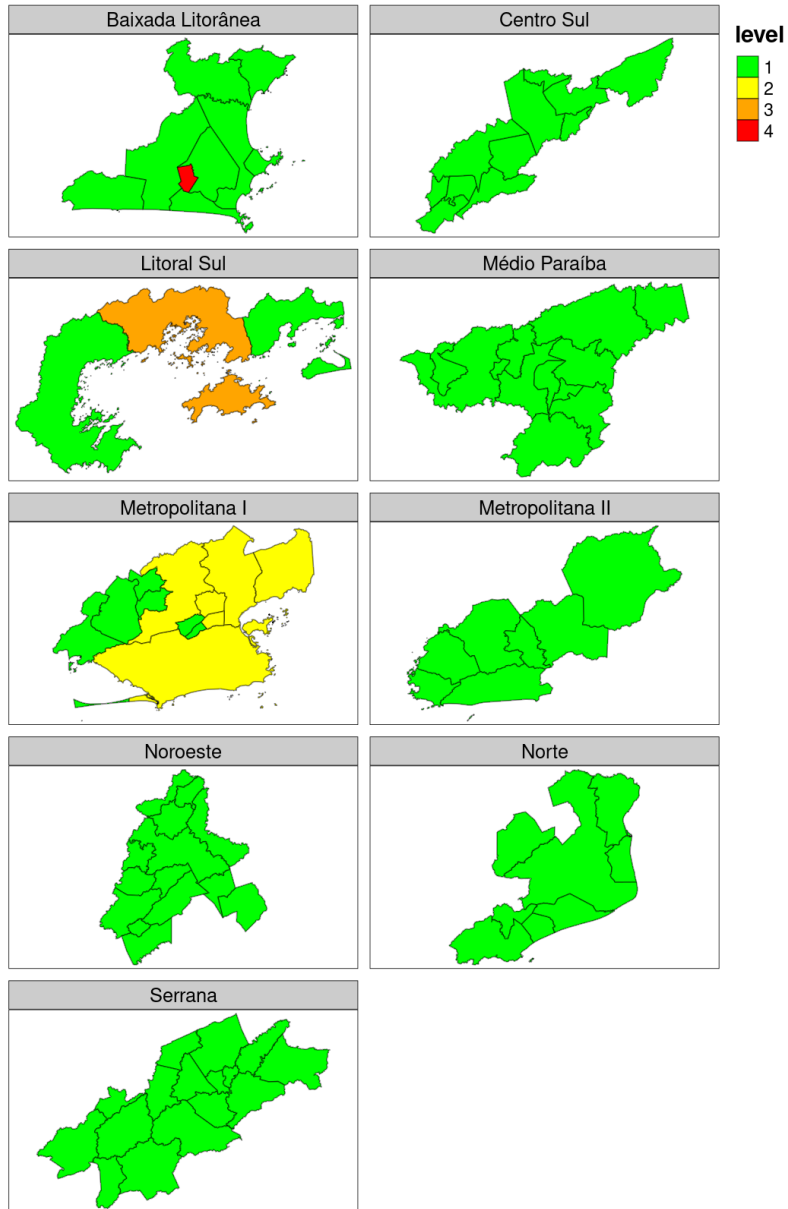 Baixada Litorânea
Centro Sul
level
1
2
3
4
Litoral Sul
Médio Paraíba
Metropolitana I
Metropolitana II
Noroeste
Norte
Serrana